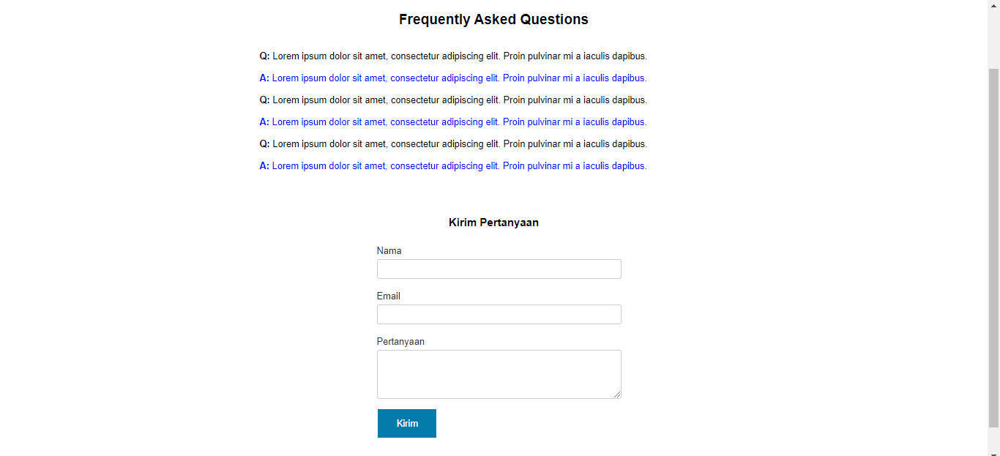 Frequently Asked Questions
Q: Lorem ipsum dolor sit amet, consectetur adipiscing elit. Proin pulvinar mi a iaculis dapibus.
A: Lorem ipsum dolor sit amet, consectetur adipiscing elit. Proin pulvinar mi a iaculis dapibus.
Q: Lorem ipsum dolor sit amet, consectetur adipiscing elit. Proin pulvinar mi a iaculis dapibus.
A: Lorem ipsum dolor sit amet, consectetur adipiscing elit. Proin pulvinar mi a iaculis dapibus.
Q: Lorem ipsum dolor sit amet, consectetur adipiscing elit. Proin pulvinar mi a iaculis dapibus.
A: Lorem ipsum dolor sit amet, consectetur adipiscing elit. Proin pulvinar mi a iaculis dapibus.
Kirim Pertanyaan
Nama
Email
Pertanyaan
Kirim